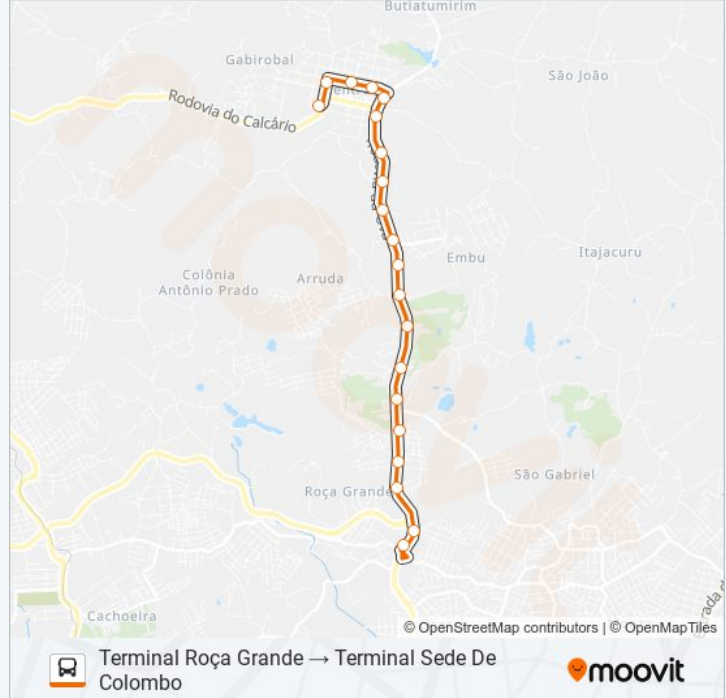 Butiatumirim
Gabirobal
São João
Rodovia do Calcário
Embu
Itajacuru
Colônia
Antônio Prado
Arruda
São Gabriel
Roça Grande
Cachoeira
© OpenStreetMap contributors | © OpenMapTiles
Terminal Roça Grande → Terminal Sede De
Colombo
moovit